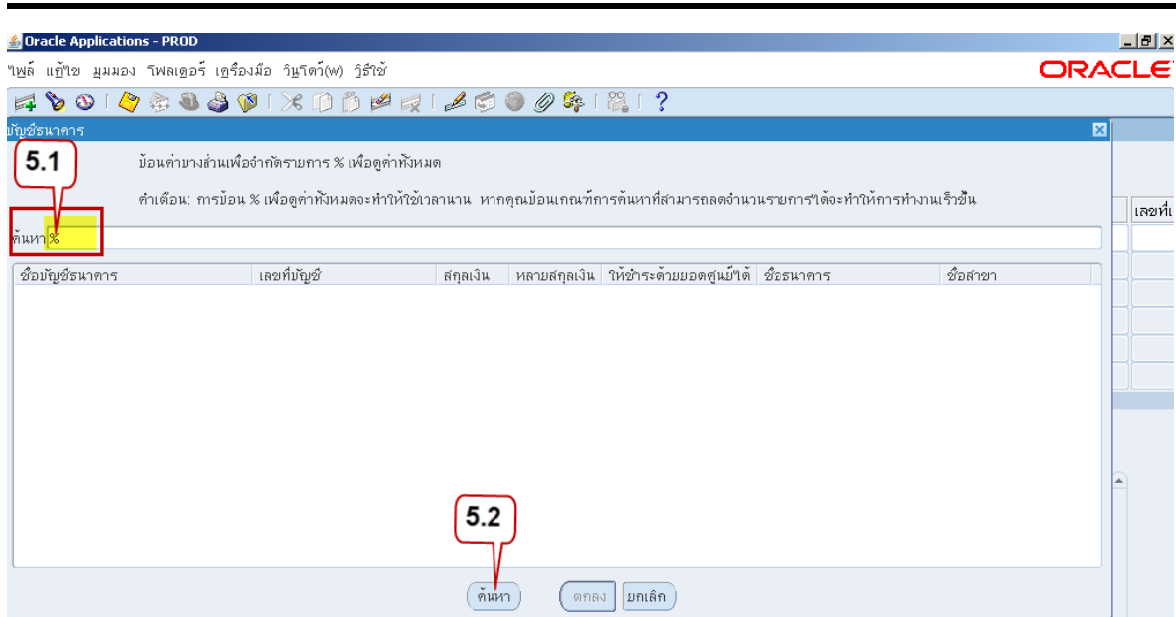 Oracle Applications - PROD
ไฟล์ แก้ไข มุมมอง โฟลเดอร์ เครื่องมือ วินโดว์(w) วิธีใช้
ORACLE
บัญชีธนาคาร
5.1
ป้อนค่าบางส่วนเพื่อจำกัดรายการ % เพื่อดูค่าทั้งหมด
คำเตือน: การป้อน % เพื่อดูค่าทั้งหมดจะทำให้ใช้เวลานาน หากคุณป้อนเกณฑ์การค้นหาที่สามารถลดจำนวนรายการได้จะทำให้การทำงานเร็วขึ้น
เลขที่เ
ค้นหา %
ชื่อบัญชีธนาคาร เลขที่บัญชี สกุลเงิน หลายสกุลเงิน ให้ชำระด้วยยอดศูนย์ได้ ชื่อธนาคาร ชื่อสาขา
5.2
ค้นหา ตกลง ยกเลิก